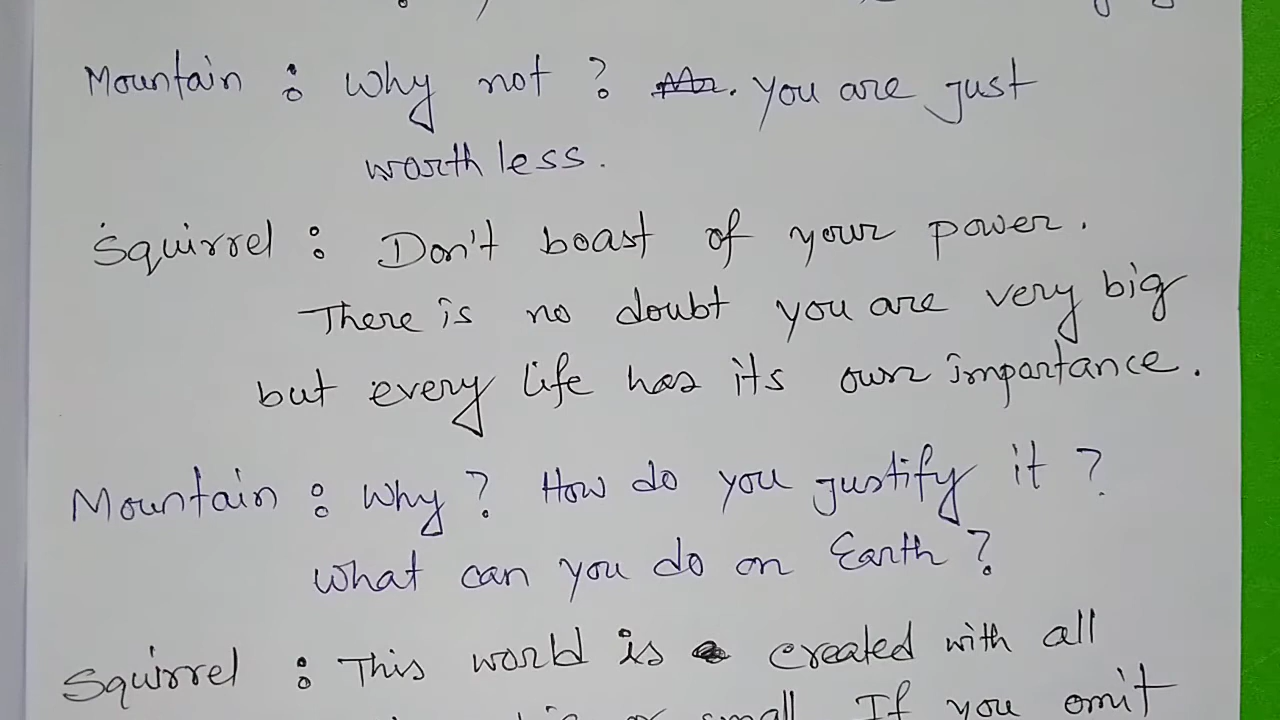 Mountain : Why not ? You are just
worthless.
Squirrel : Don't boast of your power.
There is no doubt you are very big
but every life has its own importance.
Mountain : Why ? How do you justify it ?
What can you do on Earth ?
Squirrel : This world is created with all
or small. If you omit